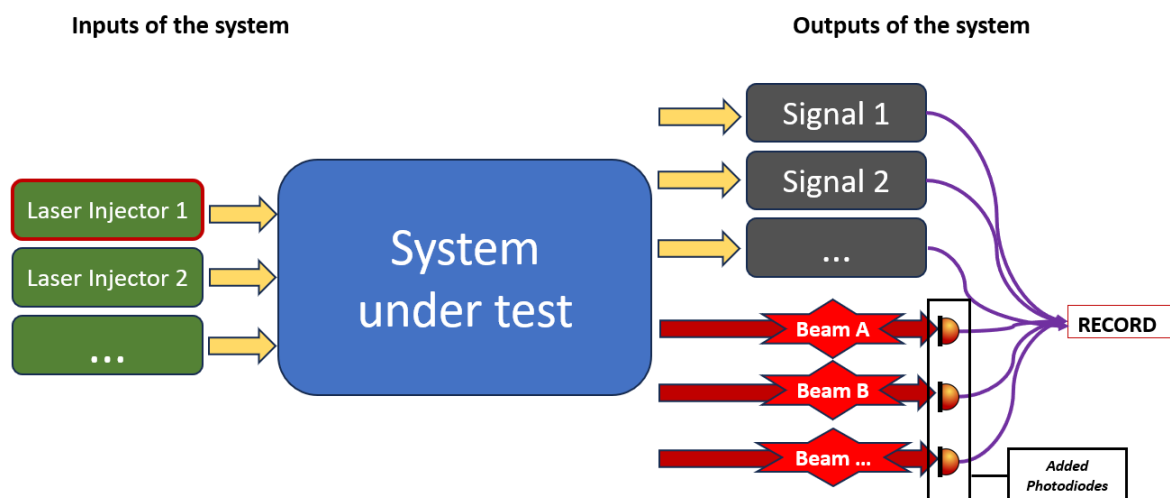 Inputs of the system
Outputs of the system
Laser Injector 1
Laser Injector 2
...
System
under test
Signal 1
Signal 2
...
Beam A
Beam B
Beam ...
RECORD
Added
Photodiodes